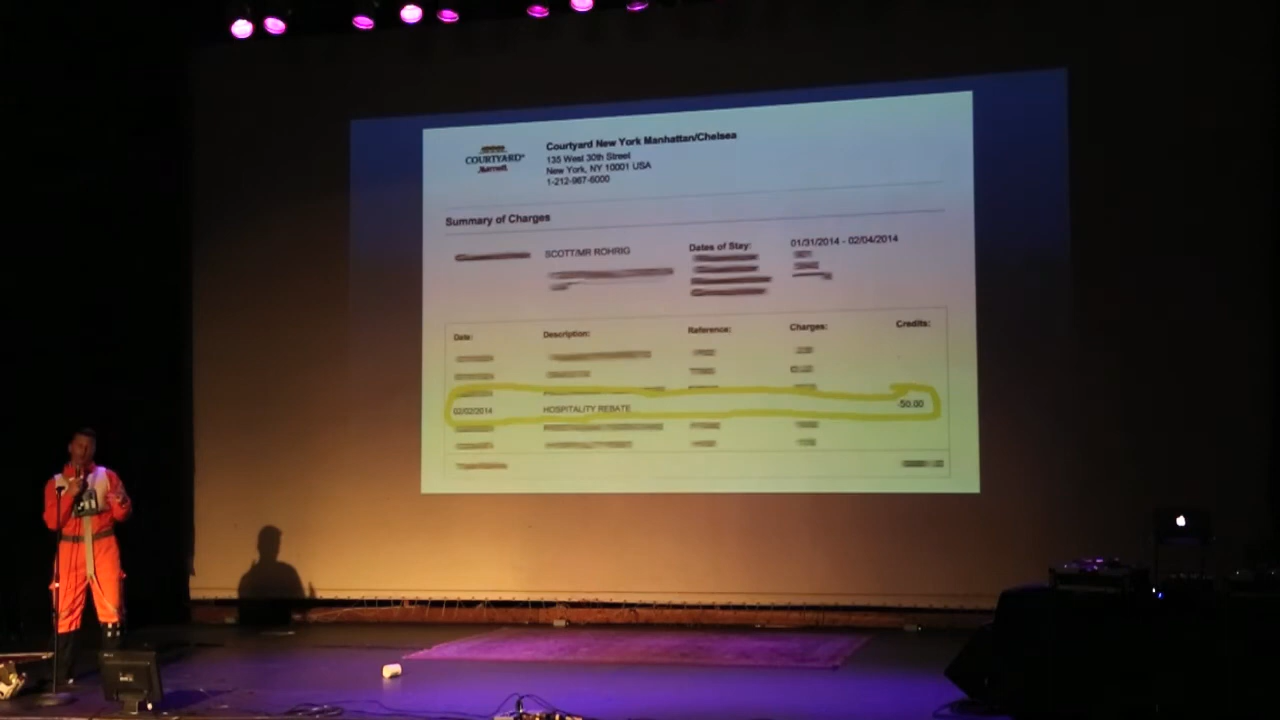 COURTYARD
Marriott
Courtyard New York Manhattan/Chelsea
135 West 30th Street
New York, NY 10001 USA
1-212-967-6000
Summary of Charges
SCOTT/MR ROHRIG
Dates of Stay:
01/31/2014 - 02/04/2014
Date: Description: Reference: Charges: Credits:
02/02/2014 HOSPITALITY REBATE -50.00